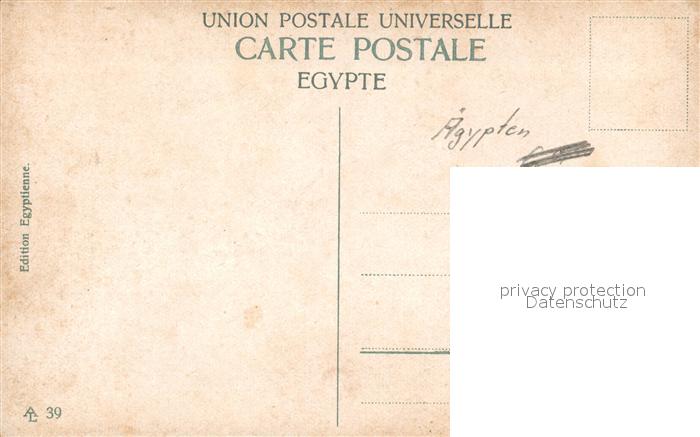 UNION POSTALE UNIVERSELLE
CARTE POSTALE
EGYPTE
Ägypten
Edition Egyptienne.
privacy protection
Datenschutz
39